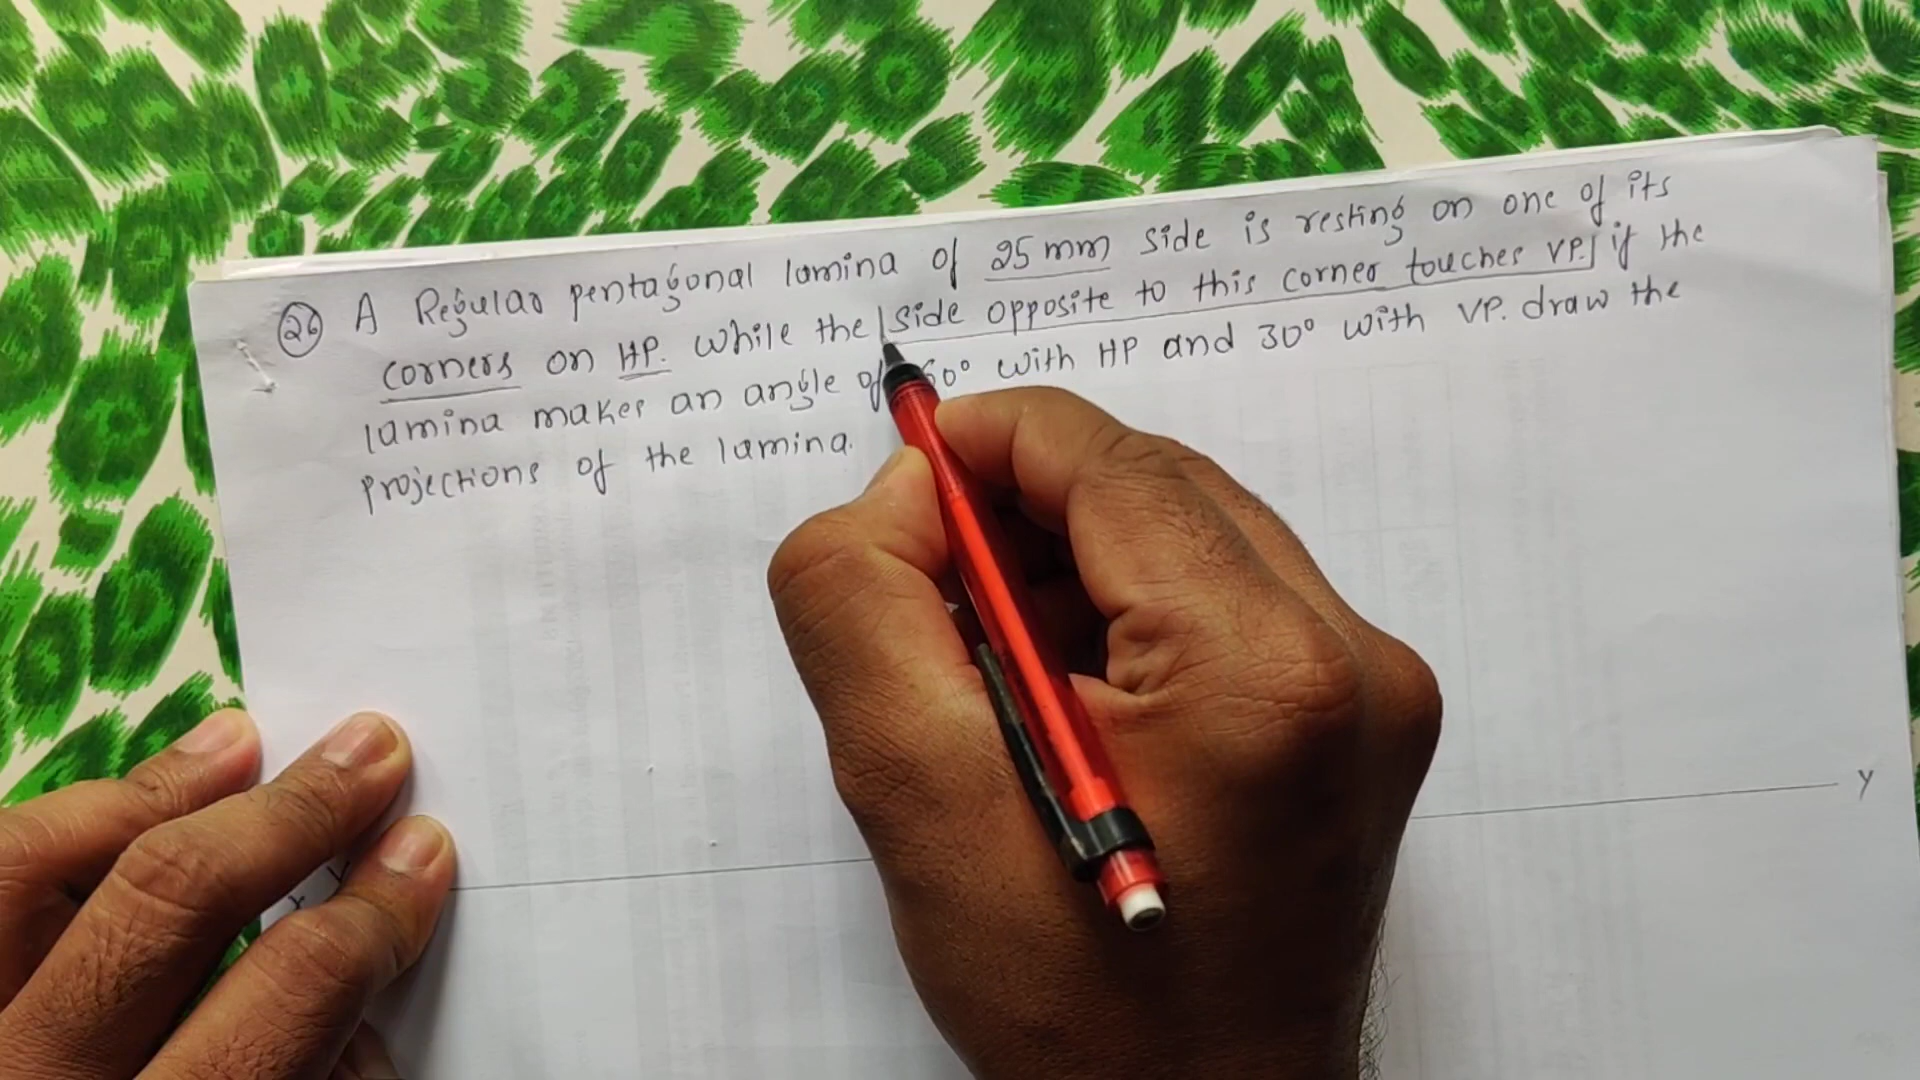 26 A Regular pentagonal lamina of 25 mm side is resting on one of its
corners on HP. while the side opposite to this corner touches VP. if the
lamina makes an angle of 60° with HP and 30° with VP. draw the
projections of the lamina.
X
Y